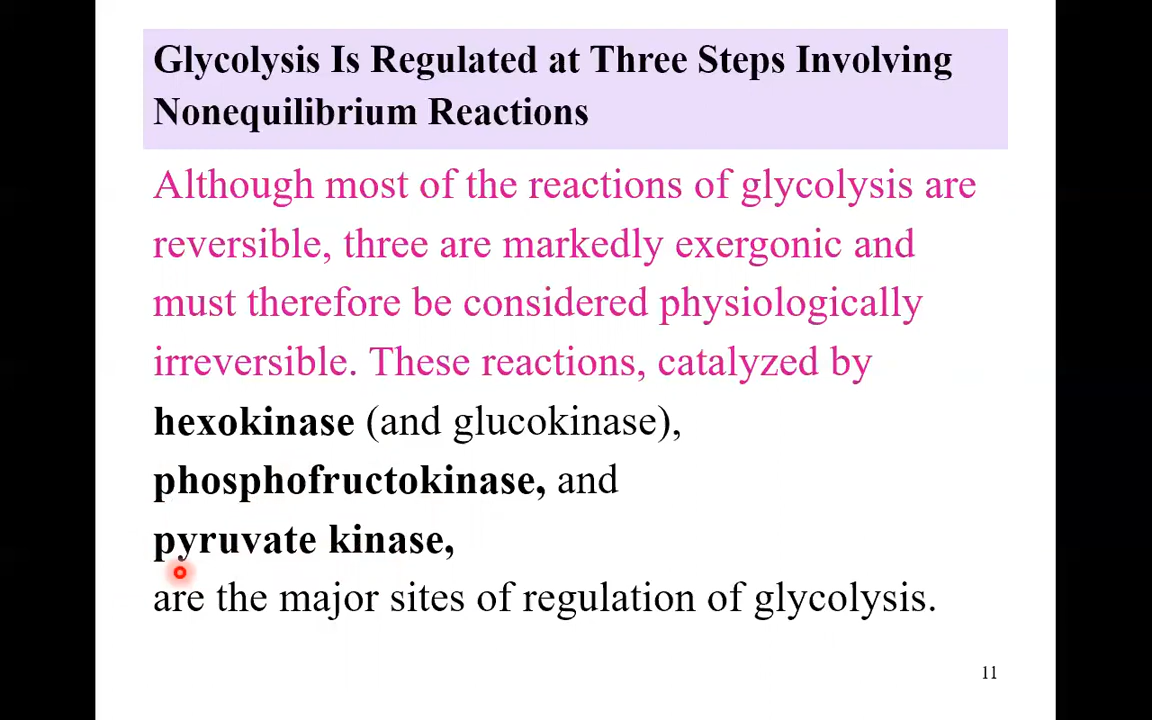 Glycolysis Is Regulated at Three Steps Involving
Nonequilibrium Reactions
Although most of the reactions of glycolysis are
reversible, three are markedly exergonic and
must therefore be considered physiologically
irreversible. These reactions, catalyzed by
hexokinase (and glucokinase),
phosphofructokinase, and
pyruvate kinase,
are the major sites of regulation of glycolysis.
11